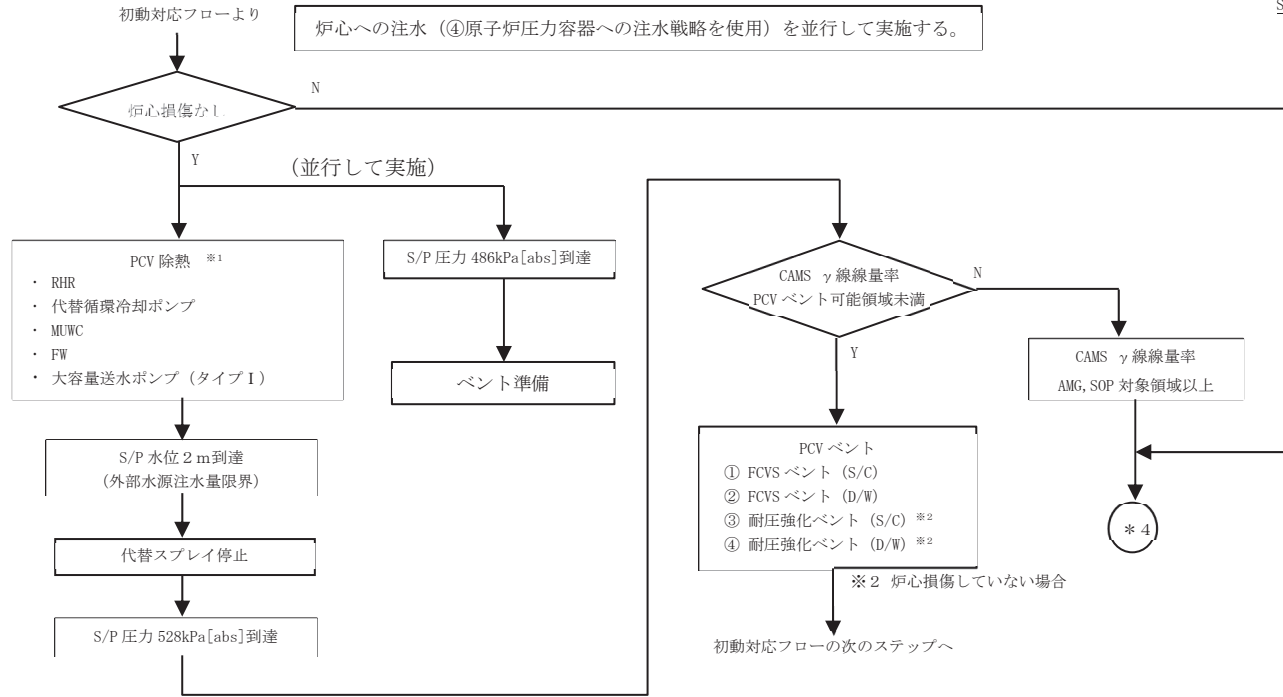 初動対応フローより
炉心への注水（④原子炉圧力容器への注水戦略を使用）を並行して実施する。
S
炉心損傷なし
N
Y
（並行して実施）
PCV 除熱 ※1
・ RHR
・ 代替循環冷却ポンプ
・ MUWC
・ FW
・ 大容量送水ポンプ（タイプⅠ）
S/P 圧力 486kPa[abs]到達
ベント準備
S/P 水位２ｍ到達
（外部水源注水量限界）
代替スプレイ停止
S/P 圧力 528kPa[abs]到達
CAMS γ線線量率
PCV ベント可能領域未満
N
Y
CAMS γ線線量率
AMG,SOP 対象領域以上
＊4
PCV ベント
① FCVS ベント（S/C）
② FCVS ベント（D/W）
③ 耐圧強化ベント（S/C）※2
④ 耐圧強化ベント（D/W）※2
※２ 炉心損傷していない場合
初動対応フローの次のステップへ